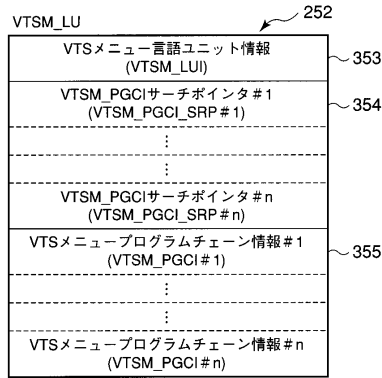 VTSM_LU
252
VTSメニュー言語ユニット情報
(VTSM_LUI)
353
VTSM_PGCIサーチポインタ#1
(VTSM_PGCI_SRP#1)
354
⋮
⋮
VTSM_PGCIサーチポインタ#n
(VTSM_PGCI_SRP#n)
VTSメニュープログラムチェーン情報#1
(VTSM_PGCI#1)
355
⋮
⋮
VTSメニュープログラムチェーン情報#n
(VTSM_PGCI#n)